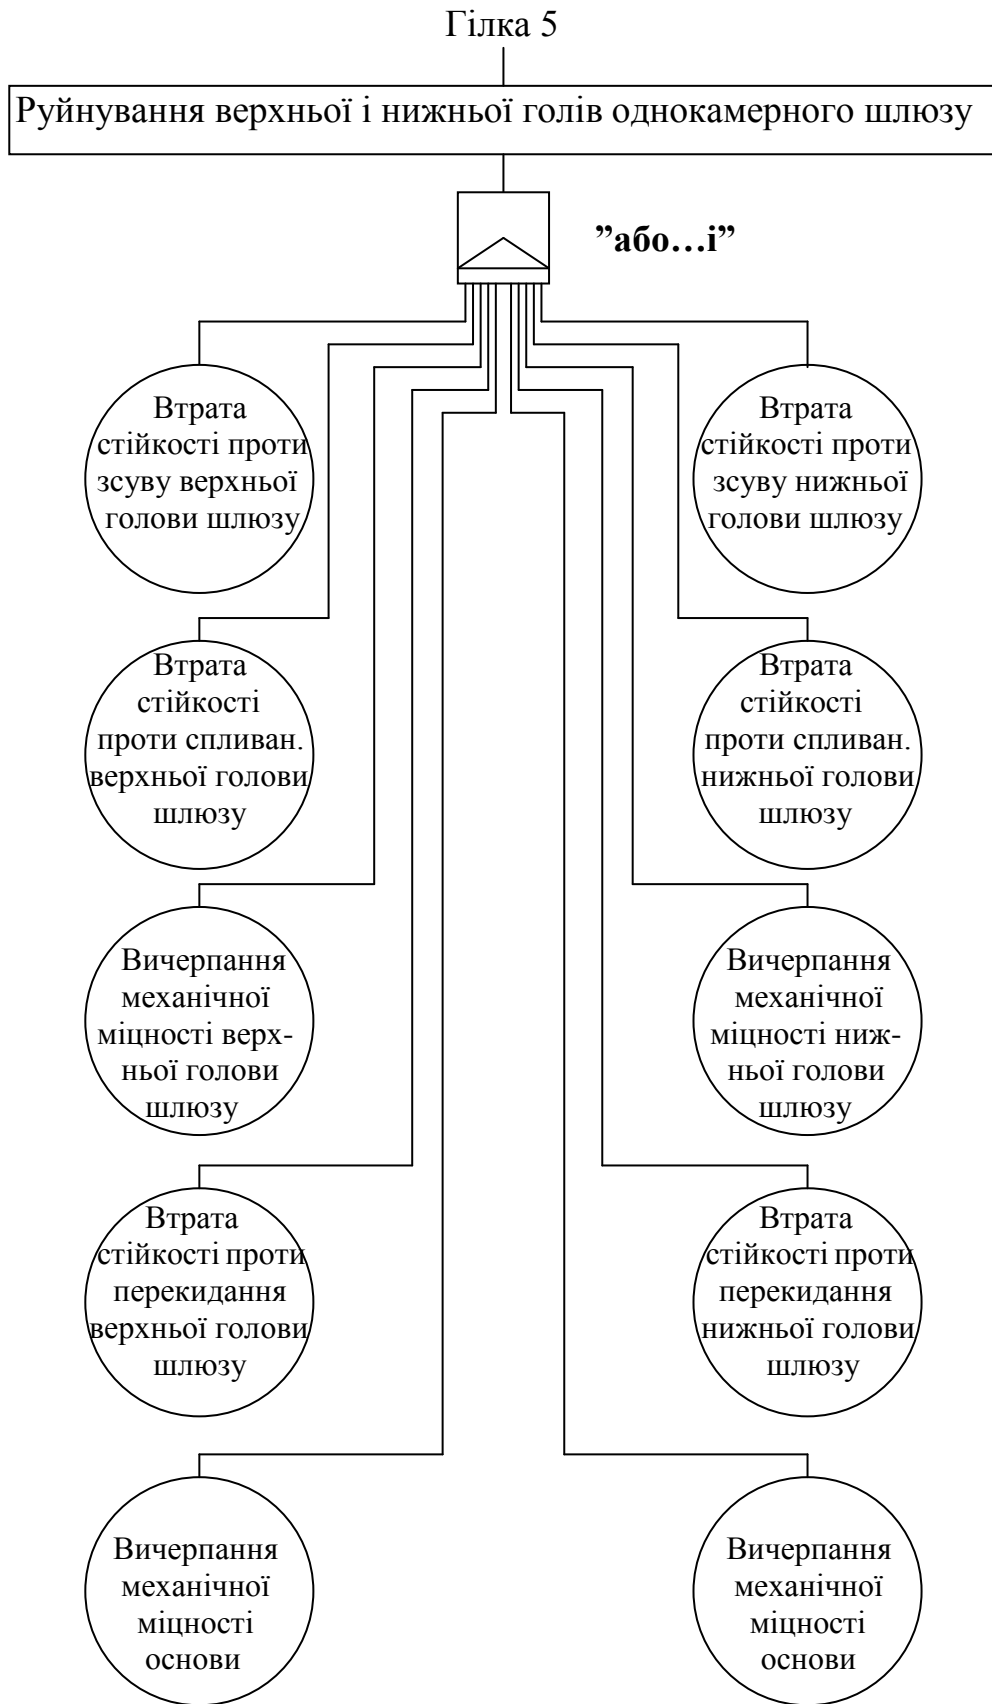 Гілка 5
Руйнування верхньої і нижньої голів однокамерного шлюзу
”або…і”
Втрата
стійкості проти
зсуву верхньої
голови шлюзу
Втрата
стійкості проти
зсуву нижньої
голови шлюзу
Втрата
стійкості
проти спливан.
верхньої голови
шлюзу
Втрата
стійкості
проти спливан.
нижньої голови
шлюзу
Вичерпання
механічної
міцності верх-
ньої голови
шлюзу
Вичерпання
механічної
міцності ниж-
ньої голови
шлюзу
Втрата
стійкості проти
перекидання
верхньої голови
шлюзу
Втрата
стійкості проти
перекидання
нижньої голови
шлюзу
Вичерпання
механічної
міцності
основи
Вичерпання
механічної
міцності
основи